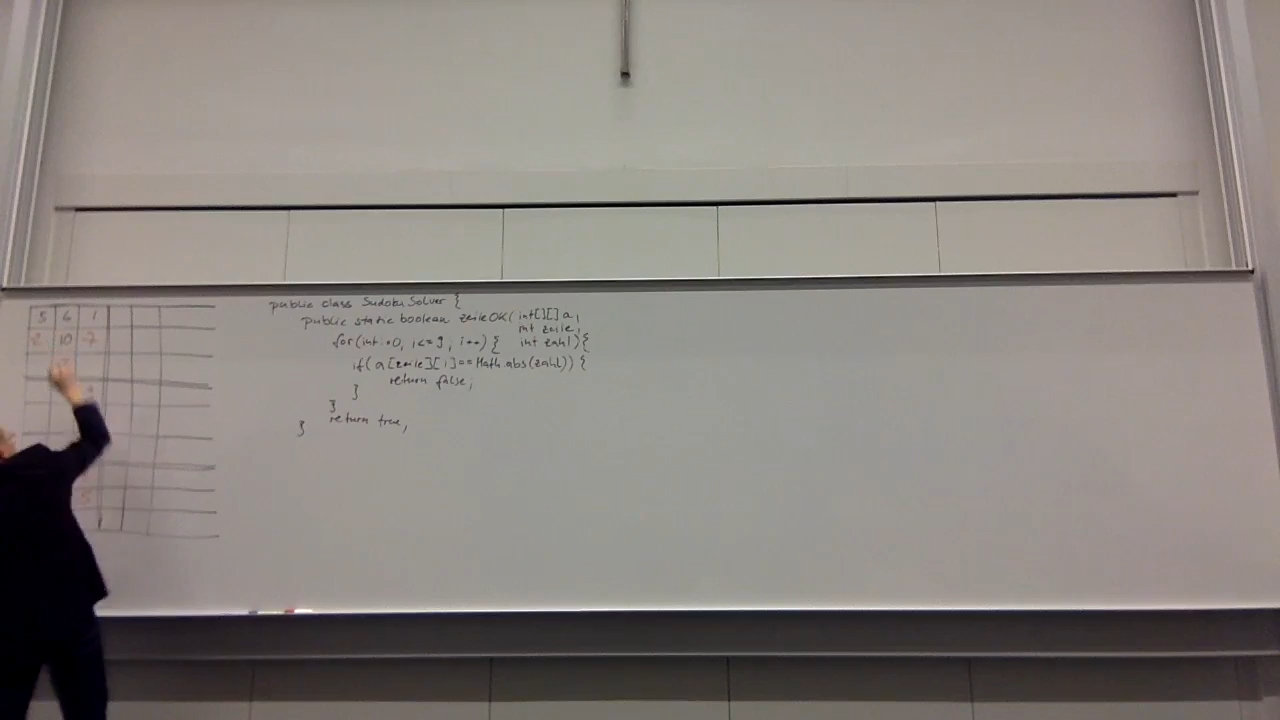 5 6 1
-2 10 -7
5
public class SudokuSolver {
public static boolean zeileOK( int[][] a,
int zeile,
for(int i=0, i<=9, i++) { int zahl){
if( a[zeile][i]==Math.abs(zahl)) {
return false;
}
}
return true;
}